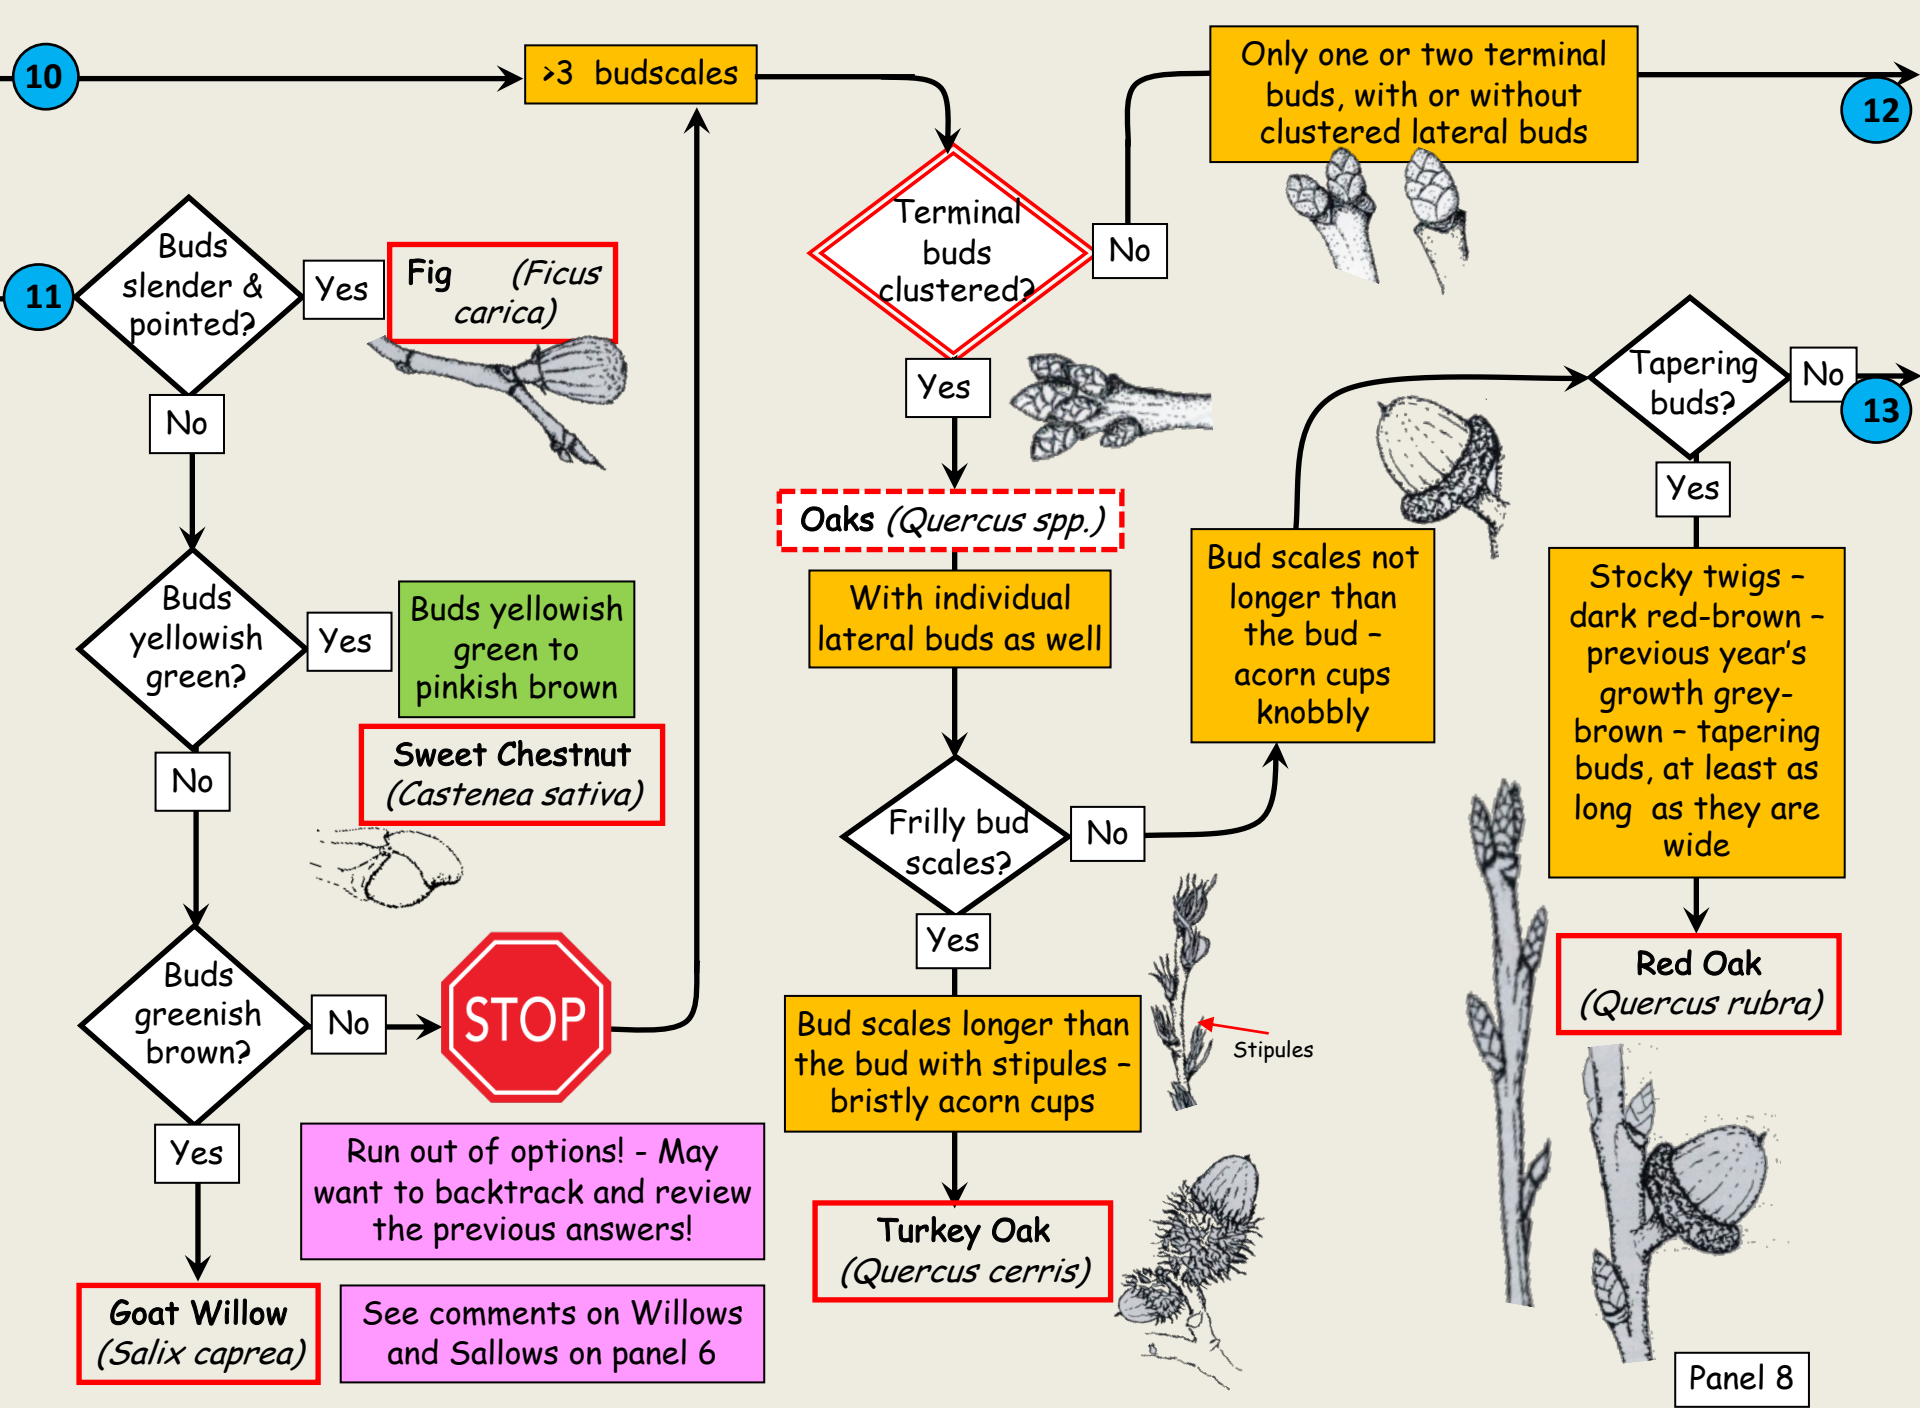 10
>3 budscales
Only one or two terminal
buds, with or without
clustered lateral buds
12
Terminal
buds
clustered?
No
Yes
11
Buds
slender &
pointed?
Yes
Fig (Ficus
carica)
No
Tapering
buds?
No
13
Yes
Oaks (Quercus spp.)
With individual
lateral buds as well
Bud scales not
longer than
the bud –
acorn cups
knobbly
Stocky twigs –
dark red-brown –
previous year's
growth grey-
brown – tapering
buds, at least as
long as they are
wide
Buds
yellowish
green?
Yes
Buds yellowish
green to
pinkish brown
Sweet Chestnut
(Castenea sativa)
No
Frilly bud
scales?
No
Yes
Red Oak
(Quercus rubra)
Buds
greenish
brown?
No
STOP
Bud scales longer than
the bud with stipules –
bristly acorn cups
Stipules
Yes
Run out of options! - May
want to backtrack and review
the previous answers!
Turkey Oak
(Quercus cerris)
Goat Willow
(Salix caprea)
See comments on Willows
and Sallows on panel 6
Panel 8